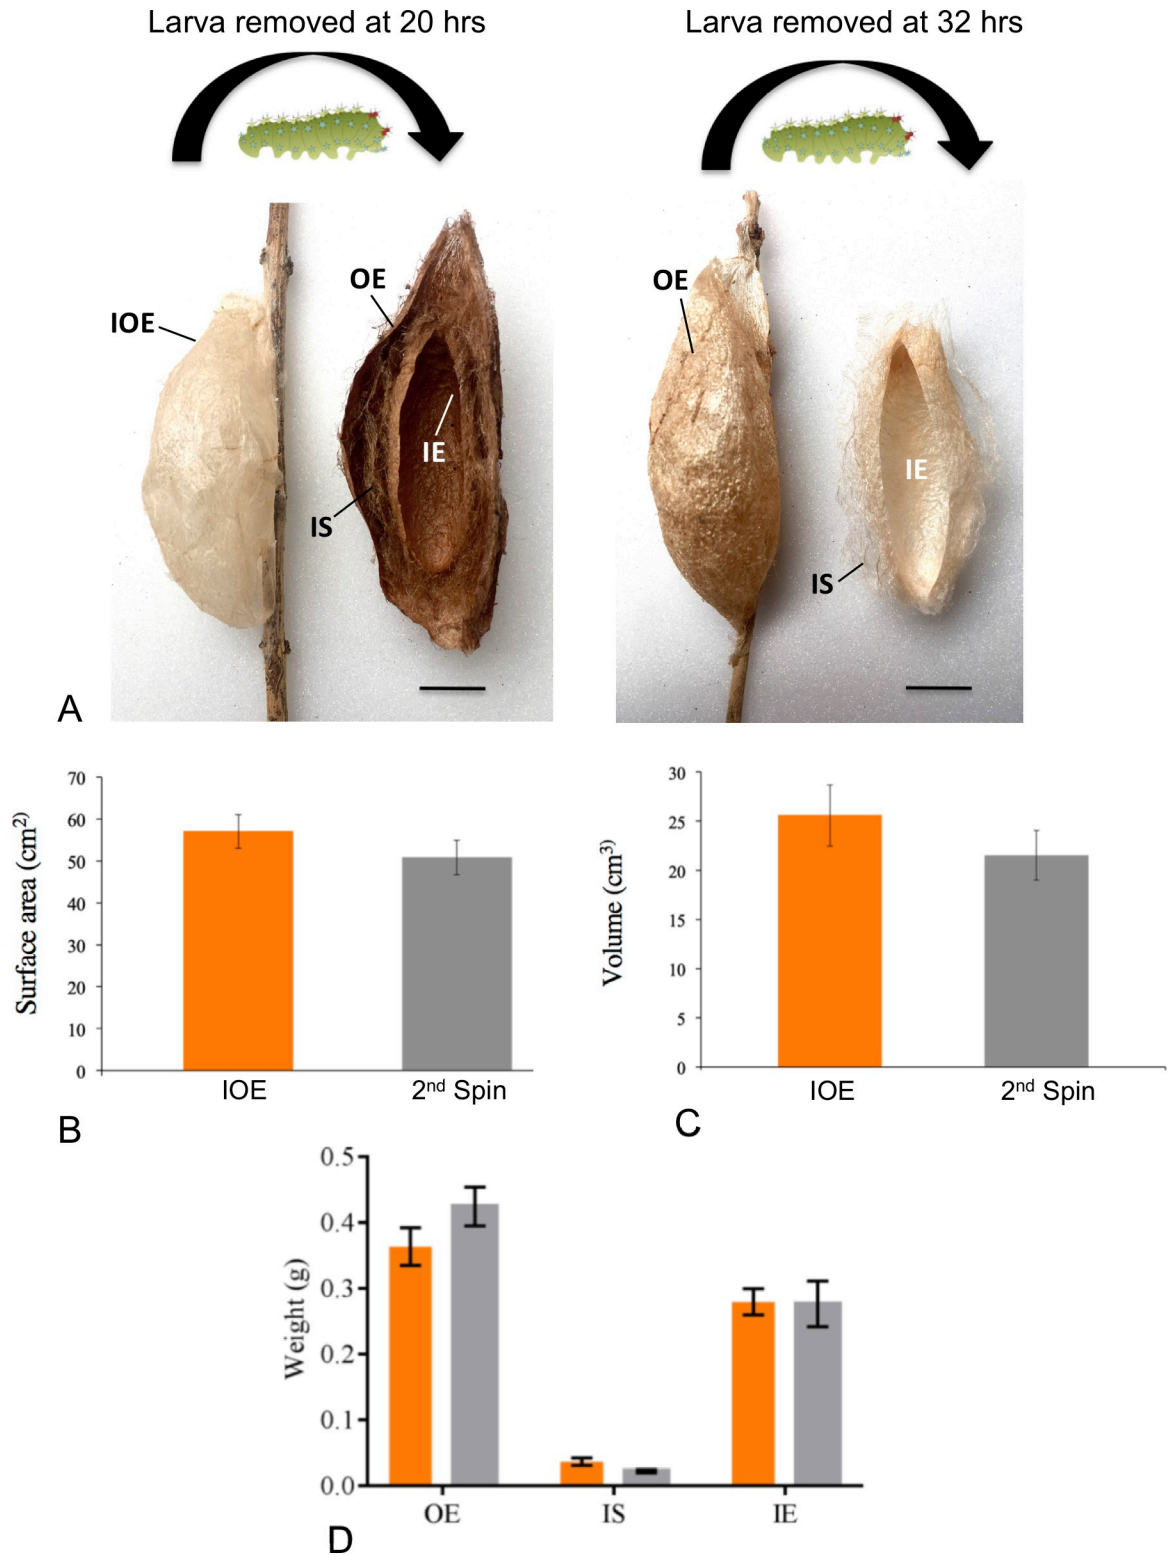 Larva removed at 20 hrs
Larva removed at 32 hrs
IOE
OE
IE
IS
OE
IE
IS
A
Surface area (cm²)
70
60
50
40
30
20
10
0
IOE
2nd Spin
B
Volume (cm³)
30
25
20
15
10
5
0
IOE
2nd Spin
C
Weight (g)
0.5
0.4
0.3
0.2
0.1
0.0
OE
IS
IE
D